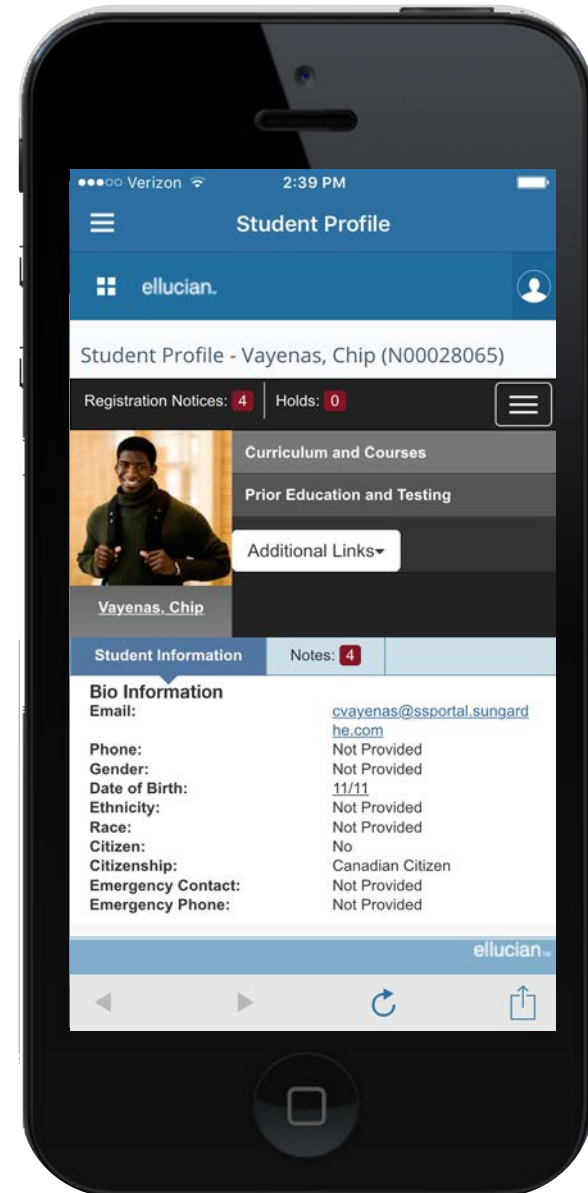 ●●●○○ Verizon 2:39 PM
Student Profile
ellucian.
Student Profile - Vayenas, Chip (N00028065)
Registration Notices: 4 Holds: 0
Curriculum and Courses
Prior Education and Testing
Additional Links
Vayenas, Chip
Student Information Notes: 4
Bio Information
Email: cvayenas@ssportal.sungard
he.com
Phone: Not Provided
Gender: Not Provided
Date of Birth: 11/11
Ethnicity: Not Provided
Race: Not Provided
Citizen: No
Citizenship: Canadian Citizen
Emergency Contact: Not Provided
Emergency Phone: Not Provided
ellucian™